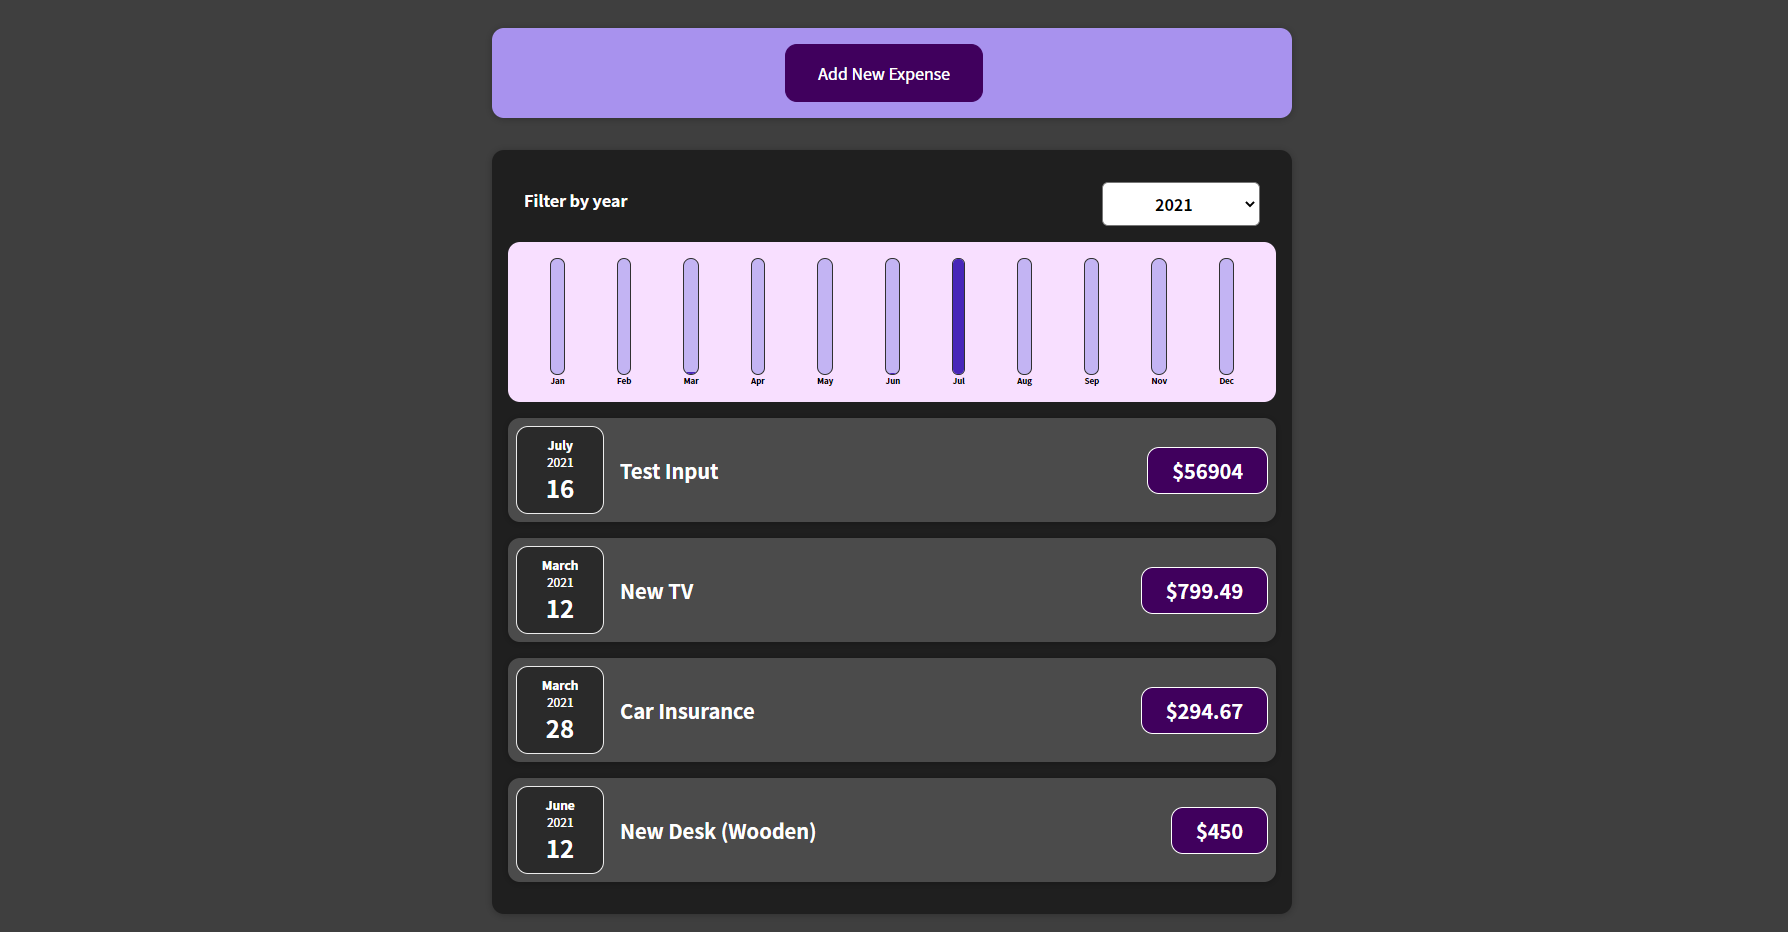 Add New Expense
Filter by year
2021
Jan Feb Mar Apr May Jun Jul Aug Sep Nov Dec
July
2021
16
Test Input
$56904
March
2021
12
New TV
$799.49
March
2021
28
Car Insurance
$294.67
June
2021
12
New Desk (Wooden)
$450